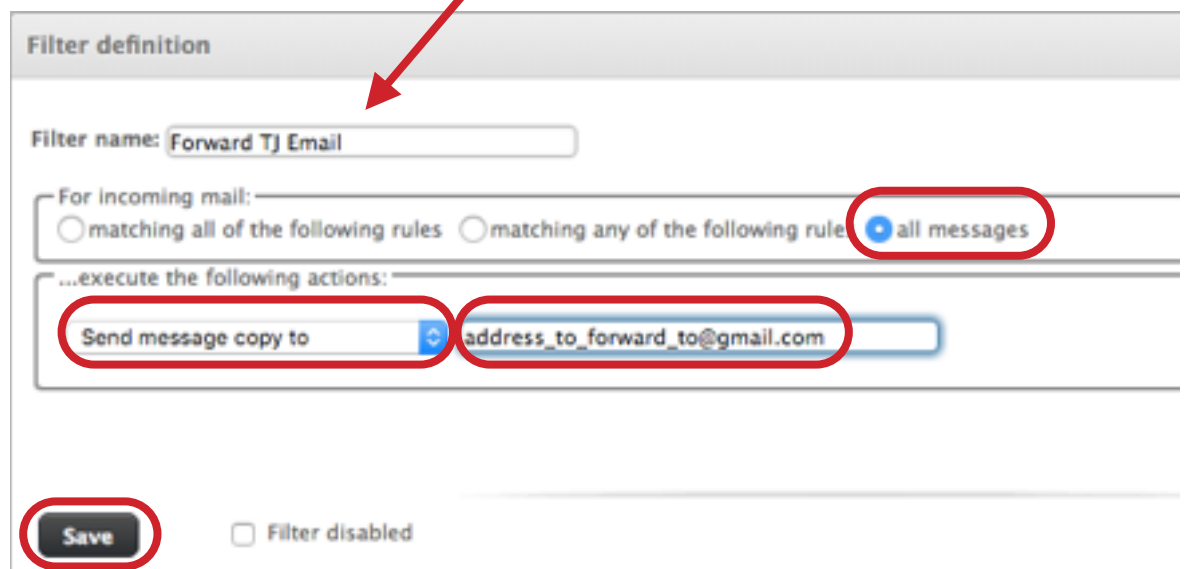 Filter definition
Filter name: Forward TJ Email
For incoming mail:
matching all of the following rules matching any of the following rule all messages
...execute the following actions:
Send message copy to address_to_forward_to@gmail.com
Save Filter disabled